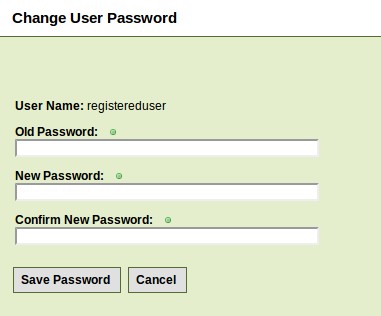 Change User Password
User Name: registereduser
Old Password:
New Password:
Confirm New Password:
Save Password Cancel